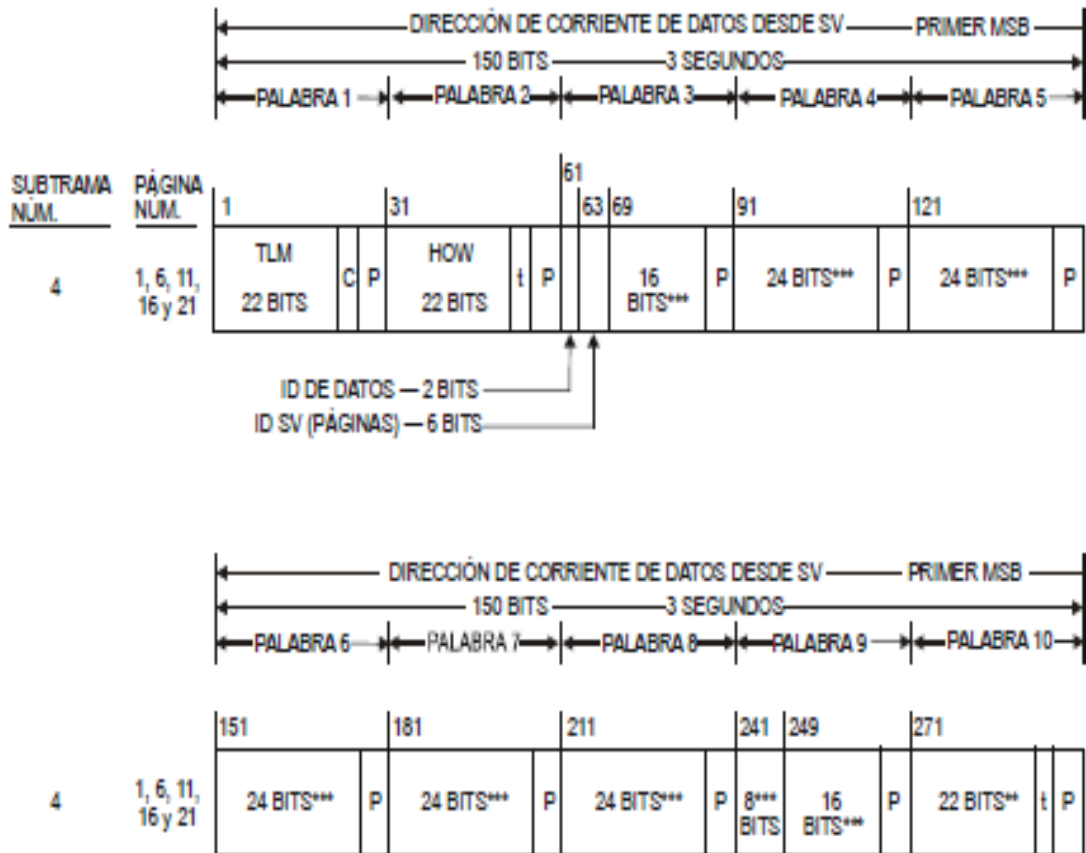 DIRECCIÓN DE CORRIENTE DE DATOS DESDE SV PRIMER MSB
150 BITS 3 SEGUNDOS
PALABRA 1 PALABRA 2 PALABRA 3 PALABRA 4 PALABRA 5
SUBTRAMA NÚM. PÁGINA NÚM.
1 31 61 63 69 91 121
4
1, 6, 11, 16 y 21
TLM 22 BITS C P HOW 22 BITS t P 16 BITS*** P 24 BITS*** P 24 BITS*** P
ID DE DATOS — 2 BITS
ID SV (PÁGINAS) — 6 BITS
DIRECCIÓN DE CORRIENTE DE DATOS DESDE SV PRIMER MSB
150 BITS 3 SEGUNDOS
PALABRA 6 PALABRA 7 PALABRA 8 PALABRA 9 PALABRA 10
151 181 211 241 249 271
4
1, 6, 11, 16 y 21
24 BITS*** P 24 BITS*** P 24 BITS*** P 8*** BITS 16 BITS*** P 22 BITS** t P